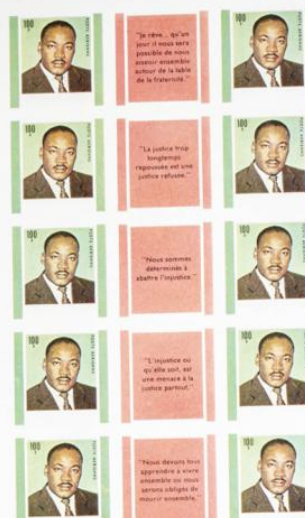 100
"Je rêve... qu'un
jour il nous sera
possible de nous
asseoir ensemble
autour de la table
de la fraternité."
100
100
"La justice trop
longtemps
repoussée est une
justice refusée."
100
100
"Nous sommes
déterminés à
abattre l'injustice."
100
100
"L'injustice ou
qu'elle soit, est
une menace à la
justice partout."
100
100
"Nous devons tous
apprendre à vivre
ensemble ou nous
serons obligés de
mourir ensemble."
100